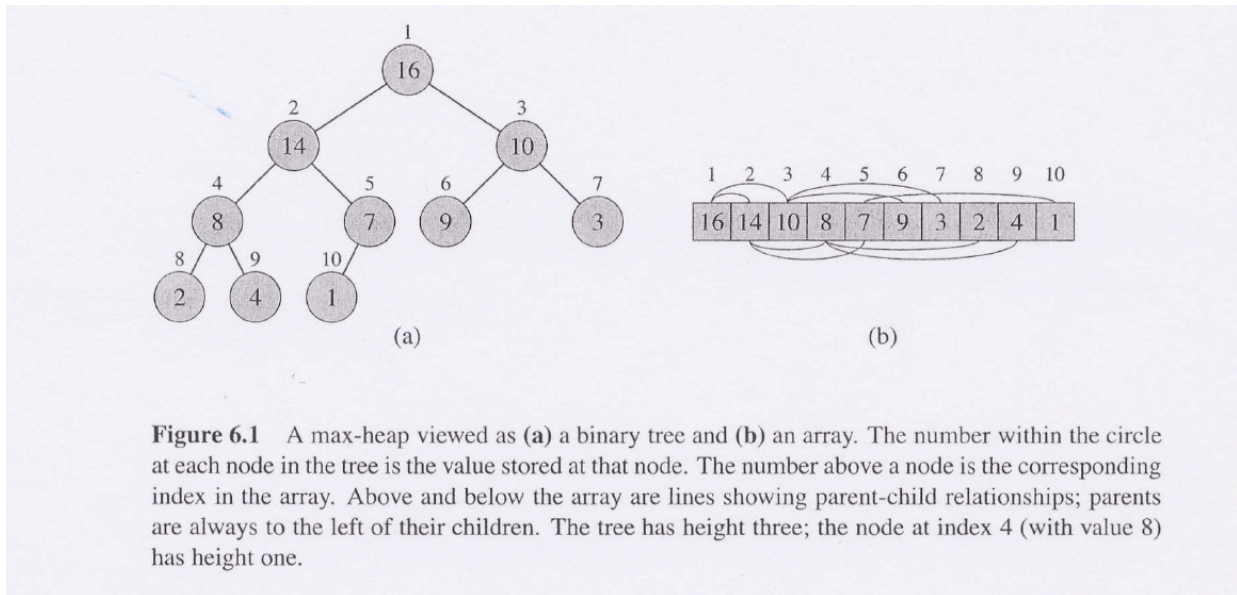 1
16
2 3
14 10
4 5 6 7
8 7 9 3
8 9 10
2 4 1
(a)
1 2 3 4 5 6 7 8 9 10
16 14 10 8 7 9 3 2 4 1
(b)
Figure 6.1 A max-heap viewed as (a) a binary tree and (b) an array. The number within the circle
at each node in the tree is the value stored at that node. The number above a node is the corresponding
index in the array. Above and below the array are lines showing parent-child relationships; parents
are always to the left of their children. The tree has height three; the node at index 4 (with value 8)
has height one.